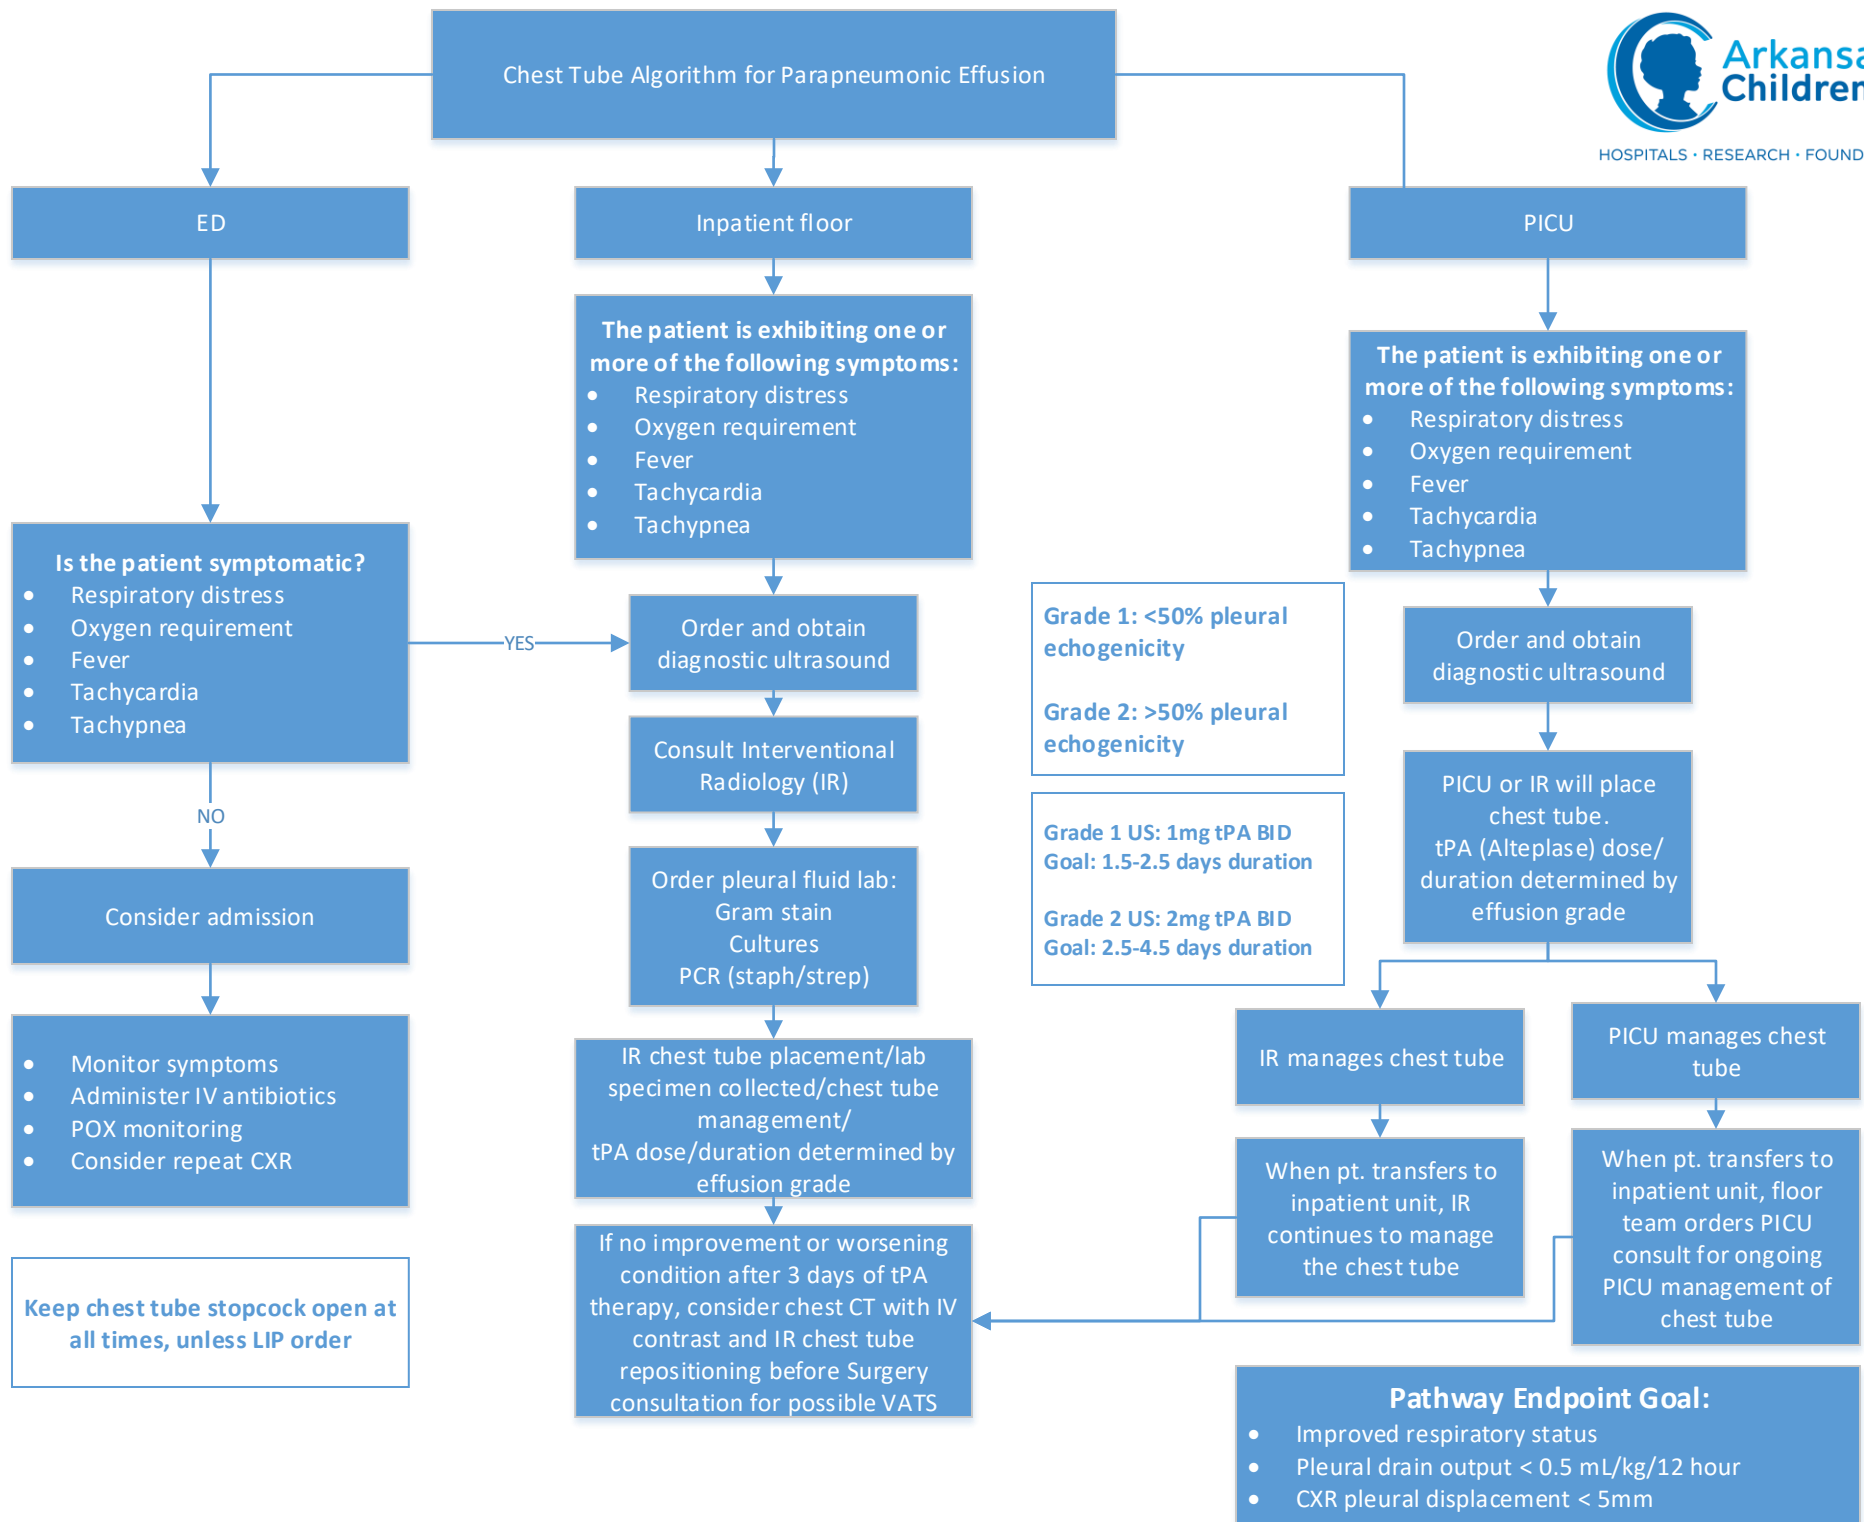 Chest Tube Algorithm for Parapneumonic Effusion
Arkansa
Children
HOSPITALS · RESEARCH · FOUND
ED
Inpatient floor
PICU
The patient is exhibiting one or
more of the following symptoms:
• Respiratory distress
• Oxygen requirement
• Fever
• Tachycardia
• Tachypnea
The patient is exhibiting one or
more of the following symptoms:
• Respiratory distress
• Oxygen requirement
• Fever
• Tachycardia
• Tachypnea
Is the patient symptomatic?
• Respiratory distress
• Oxygen requirement
• Fever
• Tachycardia
• Tachypnea
YES
NO
Consider admission
• Monitor symptoms
• Administer IV antibiotics
• POX monitoring
• Consider repeat CXR
Keep chest tube stopcock open at
all times, unless LIP order
Order and obtain
diagnostic ultrasound
Consult Interventional
Radiology (IR)
Order pleural fluid lab:
Gram stain
Cultures
PCR (staph/strep)
IR chest tube placement/lab
specimen collected/chest tube
management/
tPA dose/duration determined by
effusion grade
If no improvement or worsening
condition after 3 days of tPA
therapy, consider chest CT with IV
contrast and IR chest tube
repositioning before Surgery
consultation for possible VATS
Grade 1: <50% pleural
echogenicity
Grade 2: >50% pleural
echogenicity
Grade 1 US: 1mg tPA BID
Goal: 1.5-2.5 days duration
Grade 2 US: 2mg tPA BID
Goal: 2.5-4.5 days duration
Order and obtain
diagnostic ultrasound
PICU or IR will place
chest tube.
tPA (Alteplase) dose/
duration determined by
effusion grade
IR manages chest tube
PICU manages chest
tube
When pt. transfers to
inpatient unit, IR
continues to manage
the chest tube
When pt. transfers to
inpatient unit, floor
team orders PICU
consult for ongoing
PICU management of
chest tube
Pathway Endpoint Goal:
• Improved respiratory status
• Pleural drain output < 0.5 mL/kg/12 hour
• CXR pleural displacement < 5mm